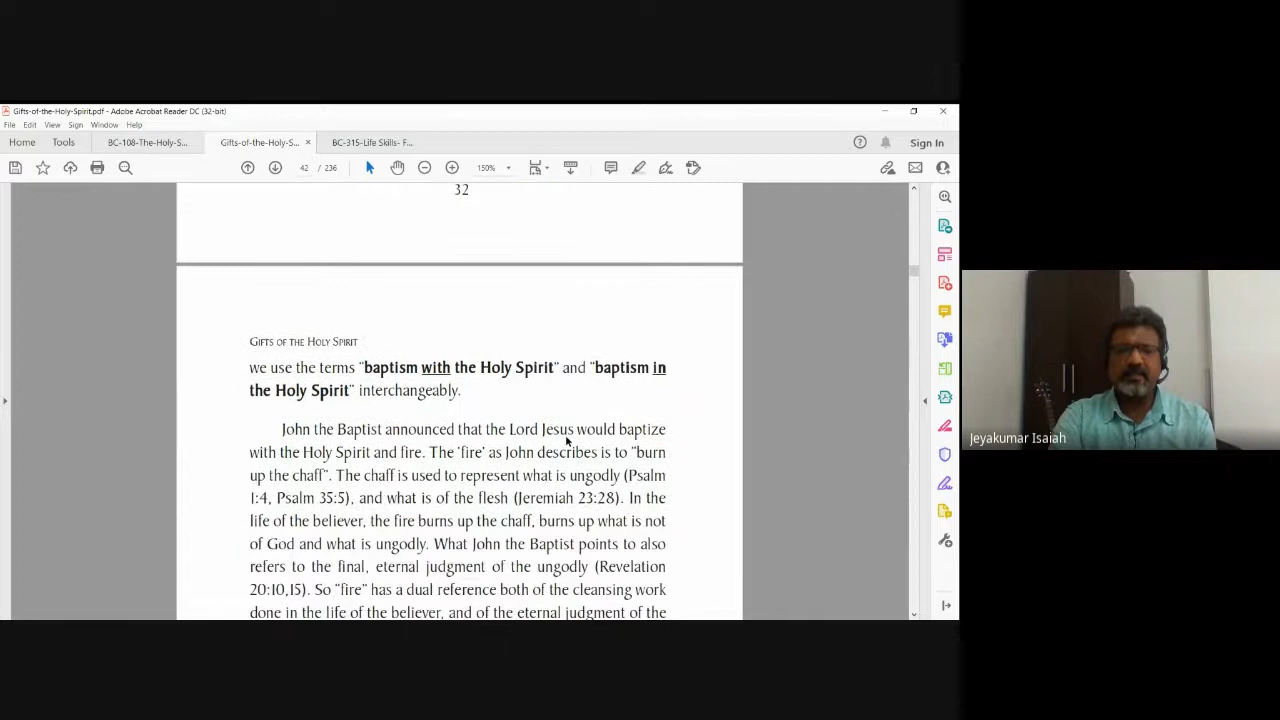 Gifts-of-the-Holy-Spirit.pdf - Adobe Acrobat Reader DC (32-bit)
File Edit View Sign Window Help
Home Tools BC-108-The-Holy-S... Gifts-of-the-Holy-S... BC-315-Life Skills- F... Sign In
42 / 236 150%
32
GIFTS OF THE HOLY SPIRIT
we use the terms "baptism with the Holy Spirit" and "baptism in
the Holy Spirit" interchangeably.
John the Baptist announced that the Lord Jesus would baptize
with the Holy Spirit and fire. The 'fire' as John describes is to "burn
up the chaff". The chaff is used to represent what is ungodly (Psalm
1:4, Psalm 35:5), and what is of the flesh (Jeremiah 23:28). In the
life of the believer, the fire burns up the chaff, burns up what is not
of God and what is ungodly. What John the Baptist points to also
refers to the final, eternal judgment of the ungodly (Revelation
20:10,15). So "fire" has a dual reference both of the cleansing work
done in the life of the believer, and of the eternal judgment of the
Jeyakumar Isaiah